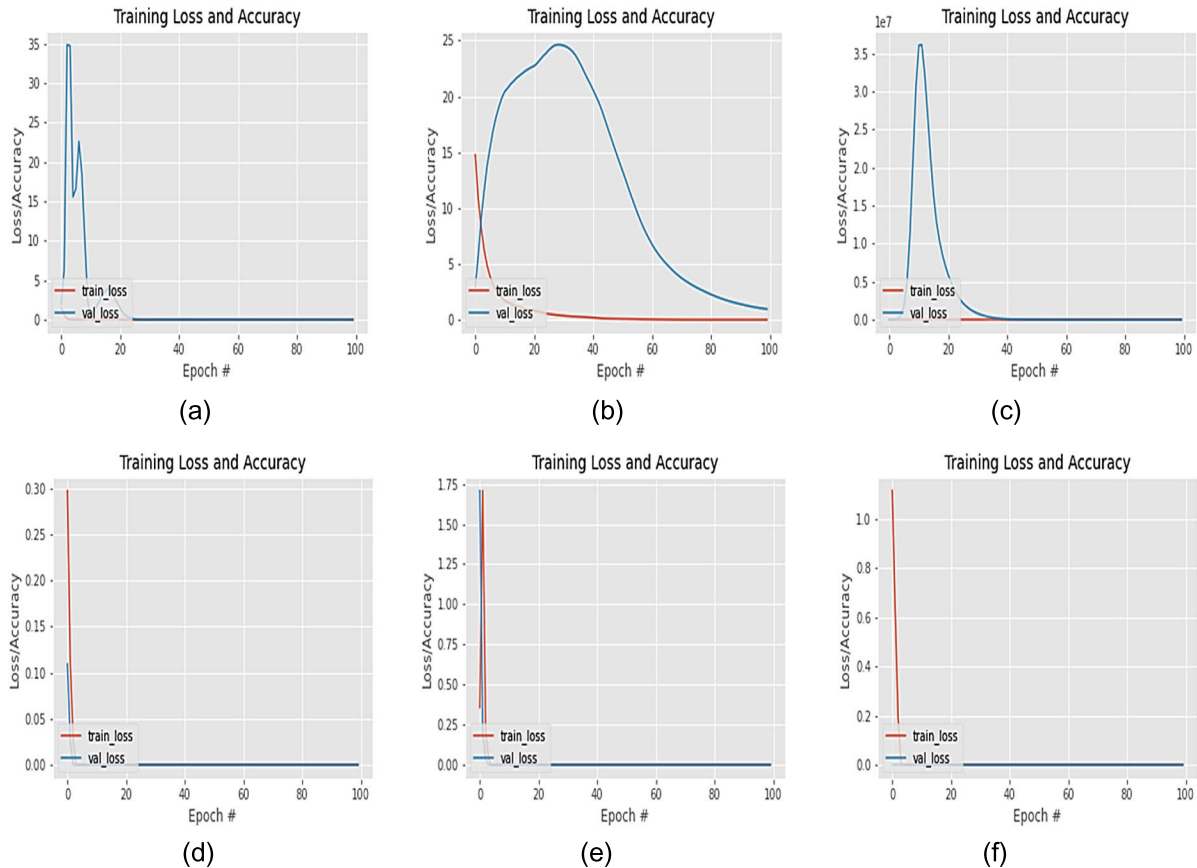 Training Loss and Accuracy
35
30
25
20
15
10
5
0
Loss/Accuracy
train_loss
val_loss
0 20 40 60 80 100
Epoch #
(a)
Training Loss and Accuracy
25
20
15
10
5
0
Loss/Accuracy
train_loss
val_loss
0 20 40 60 80 100
Epoch #
(b)
Training Loss and Accuracy
1e7
3.5
3.0
2.5
2.0
1.5
1.0
0.5
0.0
Loss/Accuracy
train_loss
val_loss
0 20 40 60 80 100
Epoch #
(c)
Training Loss and Accuracy
0.30
0.25
0.20
0.15
0.10
0.05
0.00
Loss/Accuracy
train_loss
val_loss
0 20 40 60 80 100
Epoch #
(d)
Training Loss and Accuracy
1.75
1.50
1.25
1.00
0.75
0.50
0.25
0.00
Loss/Accuracy
train_loss
val_loss
0 20 40 60 80 100
Epoch #
(e)
Training Loss and Accuracy
1.0
0.8
0.6
0.4
0.2
0.0
Loss/Accuracy
train_loss
val_loss
0 20 40 60 80 100
Epoch #
(f)